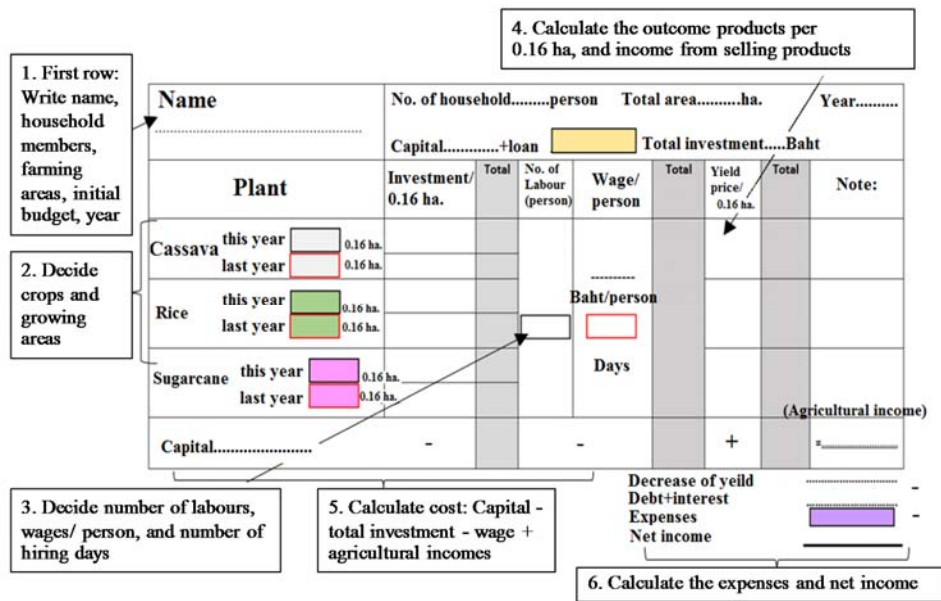 4. Calculate the outcome products per
0.16 ha, and income from selling products
1. First row:
Write name,
household
members,
farming
areas, initial
budget, year
Name
No. of household.........person Total area..........ha. Year..........
Capital.............+loan Total investment.....Baht
Plant
Investment/
0.16 ha.
Total
No. of
Labour
(person)
Wage/
person
Total
Yield
price/
0.16 ha.
Total
Note:
2. Decide
crops and
growing
areas
Cassava
this year 0.16 ha.
last year 0.16 ha.
Rice
this year 0.16 ha.
last year 0.16 ha.
Sugarcane
this year 0.16 ha.
last year 0.16 ha.
Baht/person
Days
(Agricultural income)
Capital....................... - - + =
3. Decide number of labours,
wages/ person, and number of
hiring days
5. Calculate cost: Capital -
total investment - wage +
agricultural incomes
Decrease of yeild -
Debt+interest
Expenses -
Net income
6. Calculate the expenses and net income